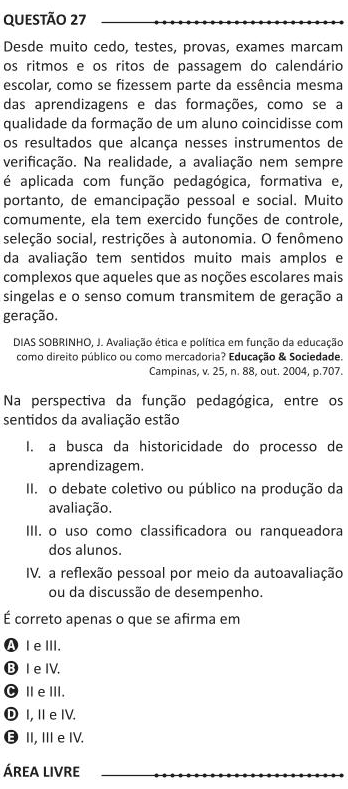 QUESTÃO 27
Desde muito cedo, testes, provas, exames marcam
os ritmos e os ritos de passagem do calendário
escolar, como se fizessem parte da essência mesma
das aprendizagens e das formações, como se a
qualidade da formação de um aluno coincidisse com
os resultados que alcança nesses instrumentos de
verificação. Na realidade, a avaliação nem sempre
é aplicada com função pedagógica, formativa e,
portanto, de emancipação pessoal e social. Muito
comumente, ela tem exercido funções de controle,
seleção social, restrições à autonomia. O fenômeno
da avaliação tem sentidos muito mais amplos e
complexos que aqueles que as noções escolares mais
singelas e o senso comum transmitem de geração a
geração.
DIAS SOBRINHO, J. Avaliação ética e política em função da educação
como direito público ou como mercadoria? Educação & Sociedade.
Campinas, v. 25, n. 88, out. 2004, p.707.
Na perspectiva da função pedagógica, entre os
sentidos da avaliação estão
I. a busca da historicidade do processo de
aprendizagem.
II. o debate coletivo ou público na produção da
avaliação.
III. o uso como classificadora ou ranqueadora
dos alunos.
IV. a reflexão pessoal por meio da autoavaliação
ou da discussão de desempenho.
É correto apenas o que se afirma em
A I e III.
B I e IV.
C II e III.
D I, II e IV.
E II, III e IV.
ÁREA LIVRE